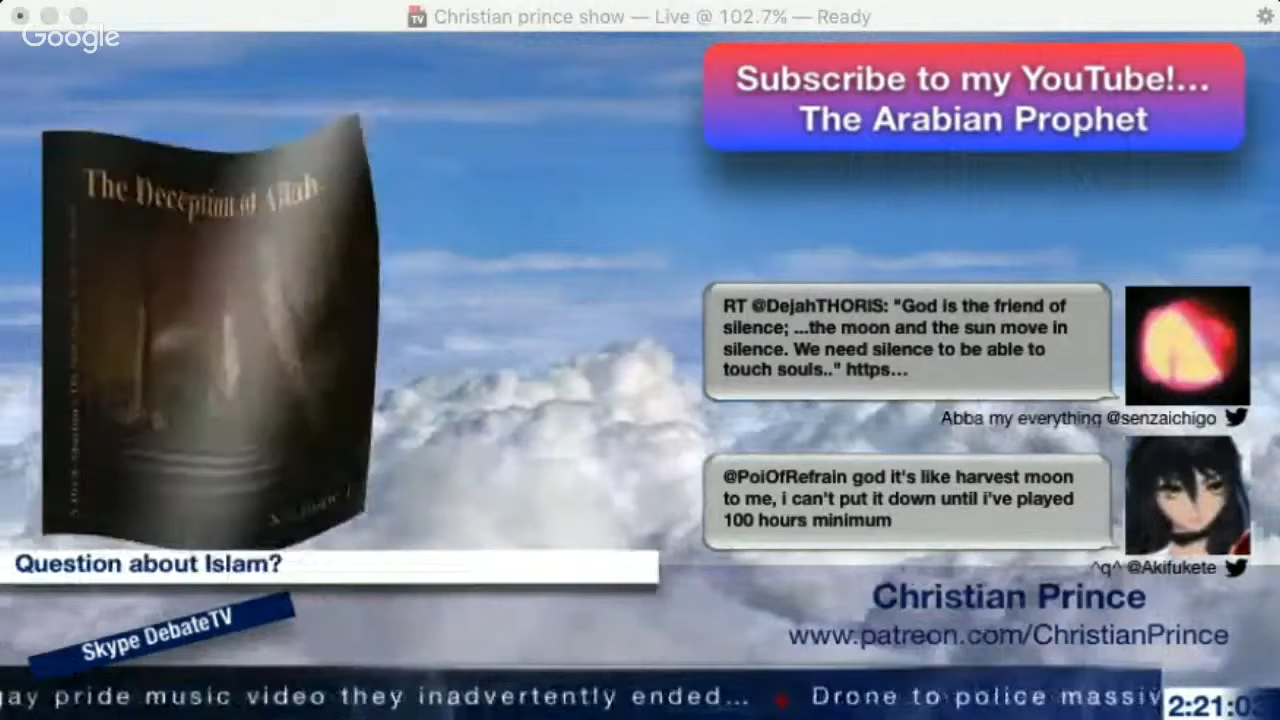 Christian prince show — Live @ 102.7% — Ready
Google
Subscribe to my YouTube!...
The Arabian Prophet
The Deception of Allah
RT @DejahTHORIS: "God is the friend of
silence; ...the moon and the sun move in
silence. We need silence to be able to
touch souls.." https...
Abba my everything @senzaichigo
@PoiOfRefrain god it's like harvest moon
to me, i can't put it down until i've played
100 hours minimum
^q^ @Akifukete
Question about Islam?
Skype DebateTV
Christian Prince
www.patreon.com/ChristianPrince
gay pride music video they inadvertently ended... Drone to police massiv
2:21:03